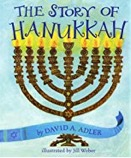 THE STORY OF
HANUKKAH
by DAVID A. ADLER
illustrated by Jill Weber